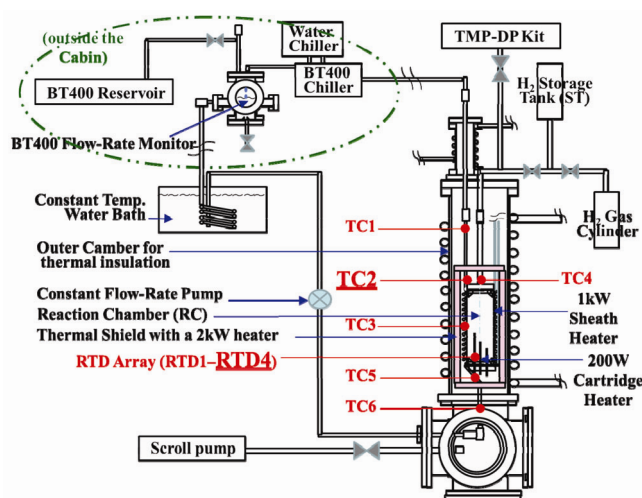 (outside the
Cabin)
Water
Chiller
BT400
Chiller
TMP-DP Kit
H2 Storage
Tank (ST)
BT400 Reservoir
BT400 Flow-Rate Monitor
Constant Temp.
Water Bath
H2 Gas
Cylinder
TC1
Outer Camber for
thermal insulation
TC2
TC4
Constant Flow-Rate Pump
Reaction Chamber (RC)
Thermal Shield with a 2kW heater
TC3
1kW
Sheath
Heater
RTD Array (RTD1–RTD4)
200W
Cartridge
Heater
TC5
TC6
Scroll pump